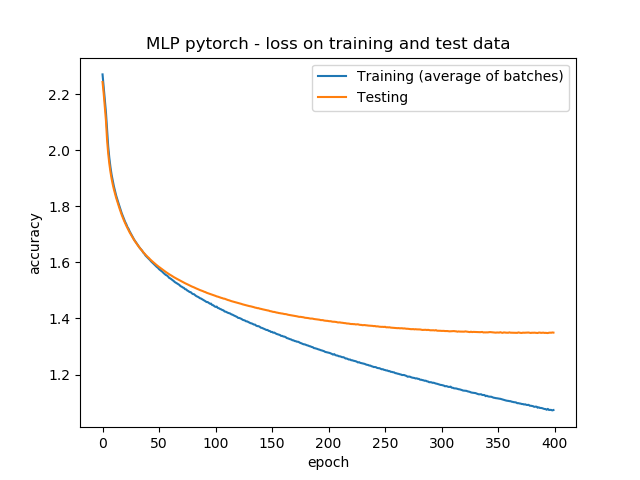 MLP pytorch - loss on training and test data
Training (average of batches)
Testing
accuracy
2.2
2.0
1.8
1.6
1.4
1.2
0 50 100 150 200 250 300 350 400
epoch